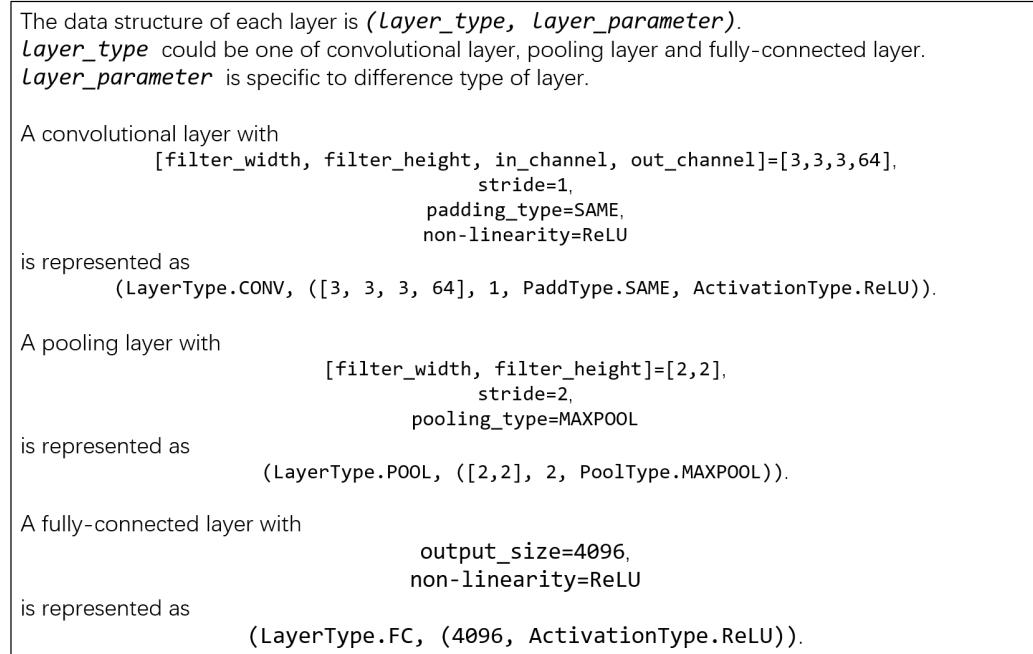 The data structure of each layer is (layer_type, layer_parameter).
layer_type could be one of convolutional layer, pooling layer and fully-connected layer.
layer_parameter is specific to difference type of layer.
A convolutional layer with
[filter_width, filter_height, in_channel, out_channel]=[3,3,3,64],
stride=1,
padding_type=SAME,
non-linearity=ReLU
is represented as
(LayerType.CONV, ([3, 3, 3, 64], 1, PaddType.SAME, ActivationType.ReLU)).
A pooling layer with
[filter_width, filter_height]=[2,2],
stride=2,
pooling_type=MAXPOOL
is represented as
(LayerType.POOL, ([2,2], 2, PoolType.MAXPOOL)).
A fully-connected layer with
output_size=4096,
non-linearity=ReLU
is represented as
(LayerType.FC, (4096, ActivationType.ReLU)).